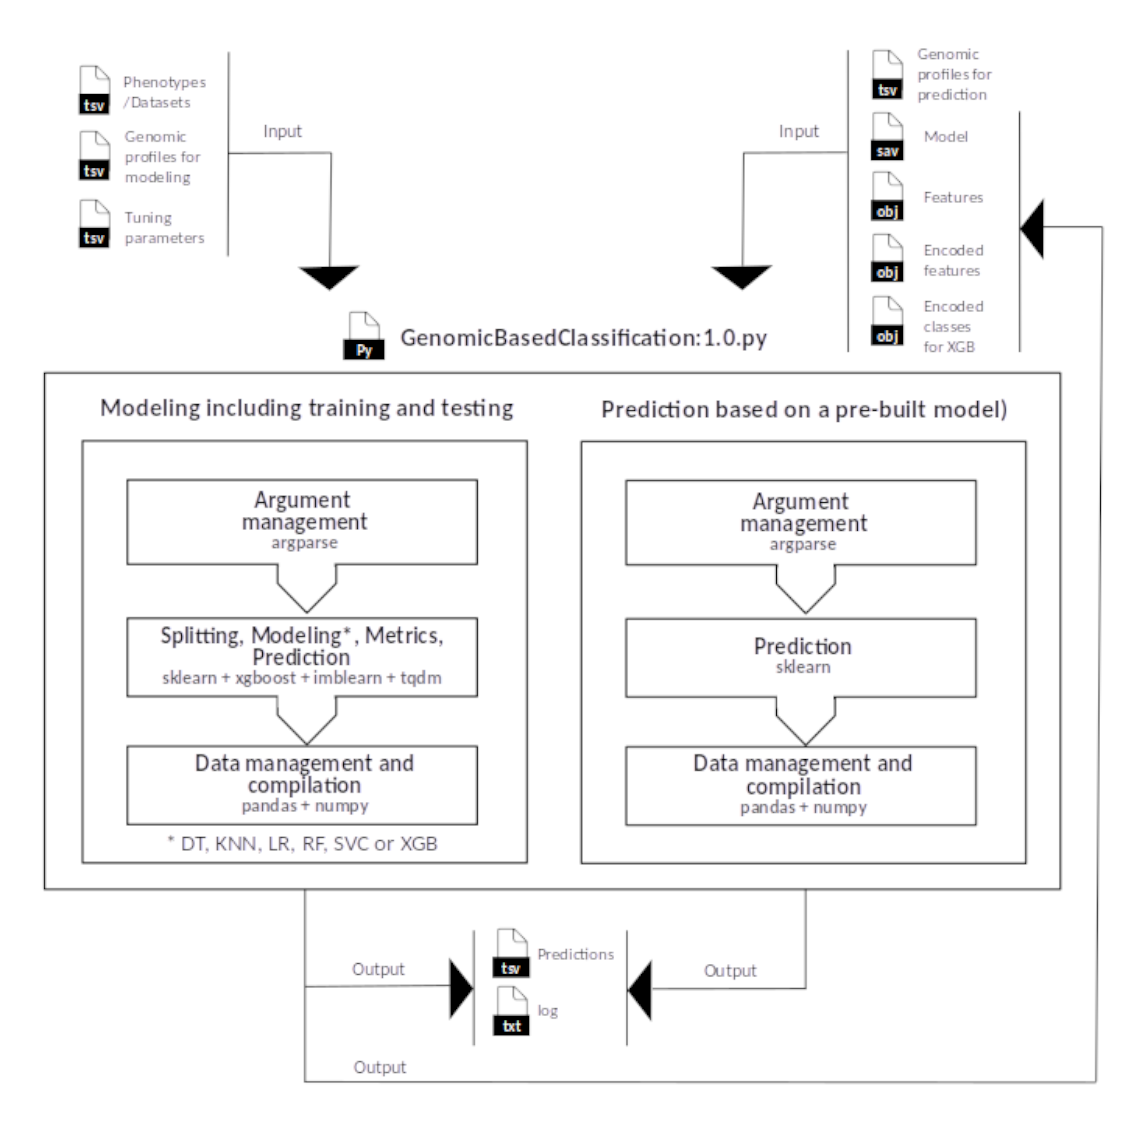 tsv
Phenotypes
/Datasets
tsv
Genomic
profiles for
modeling
tsv
Tuning
parameters
Input
Input
tsv
Genomic
profiles for
prediction
sav
Model
obj
Features
obj
Encoded
features
obj
Encoded
classes
for XGB
Py
GenomicBasedClassification:1.0.py
Modeling including training and testing
Argument
management
argparse
Splitting, Modeling*, Metrics,
Prediction
sklearn + xgboost + imblearn + tqdm
Data management and
compilation
pandas + numpy
* DT, KNN, LR, RF, SVC or XGB
Prediction based on a pre-built model)
Argument
management
argparse
Prediction
sklearn
Data management and
compilation
pandas + numpy
Output
tsv
Predictions
txt
log
Output
Output